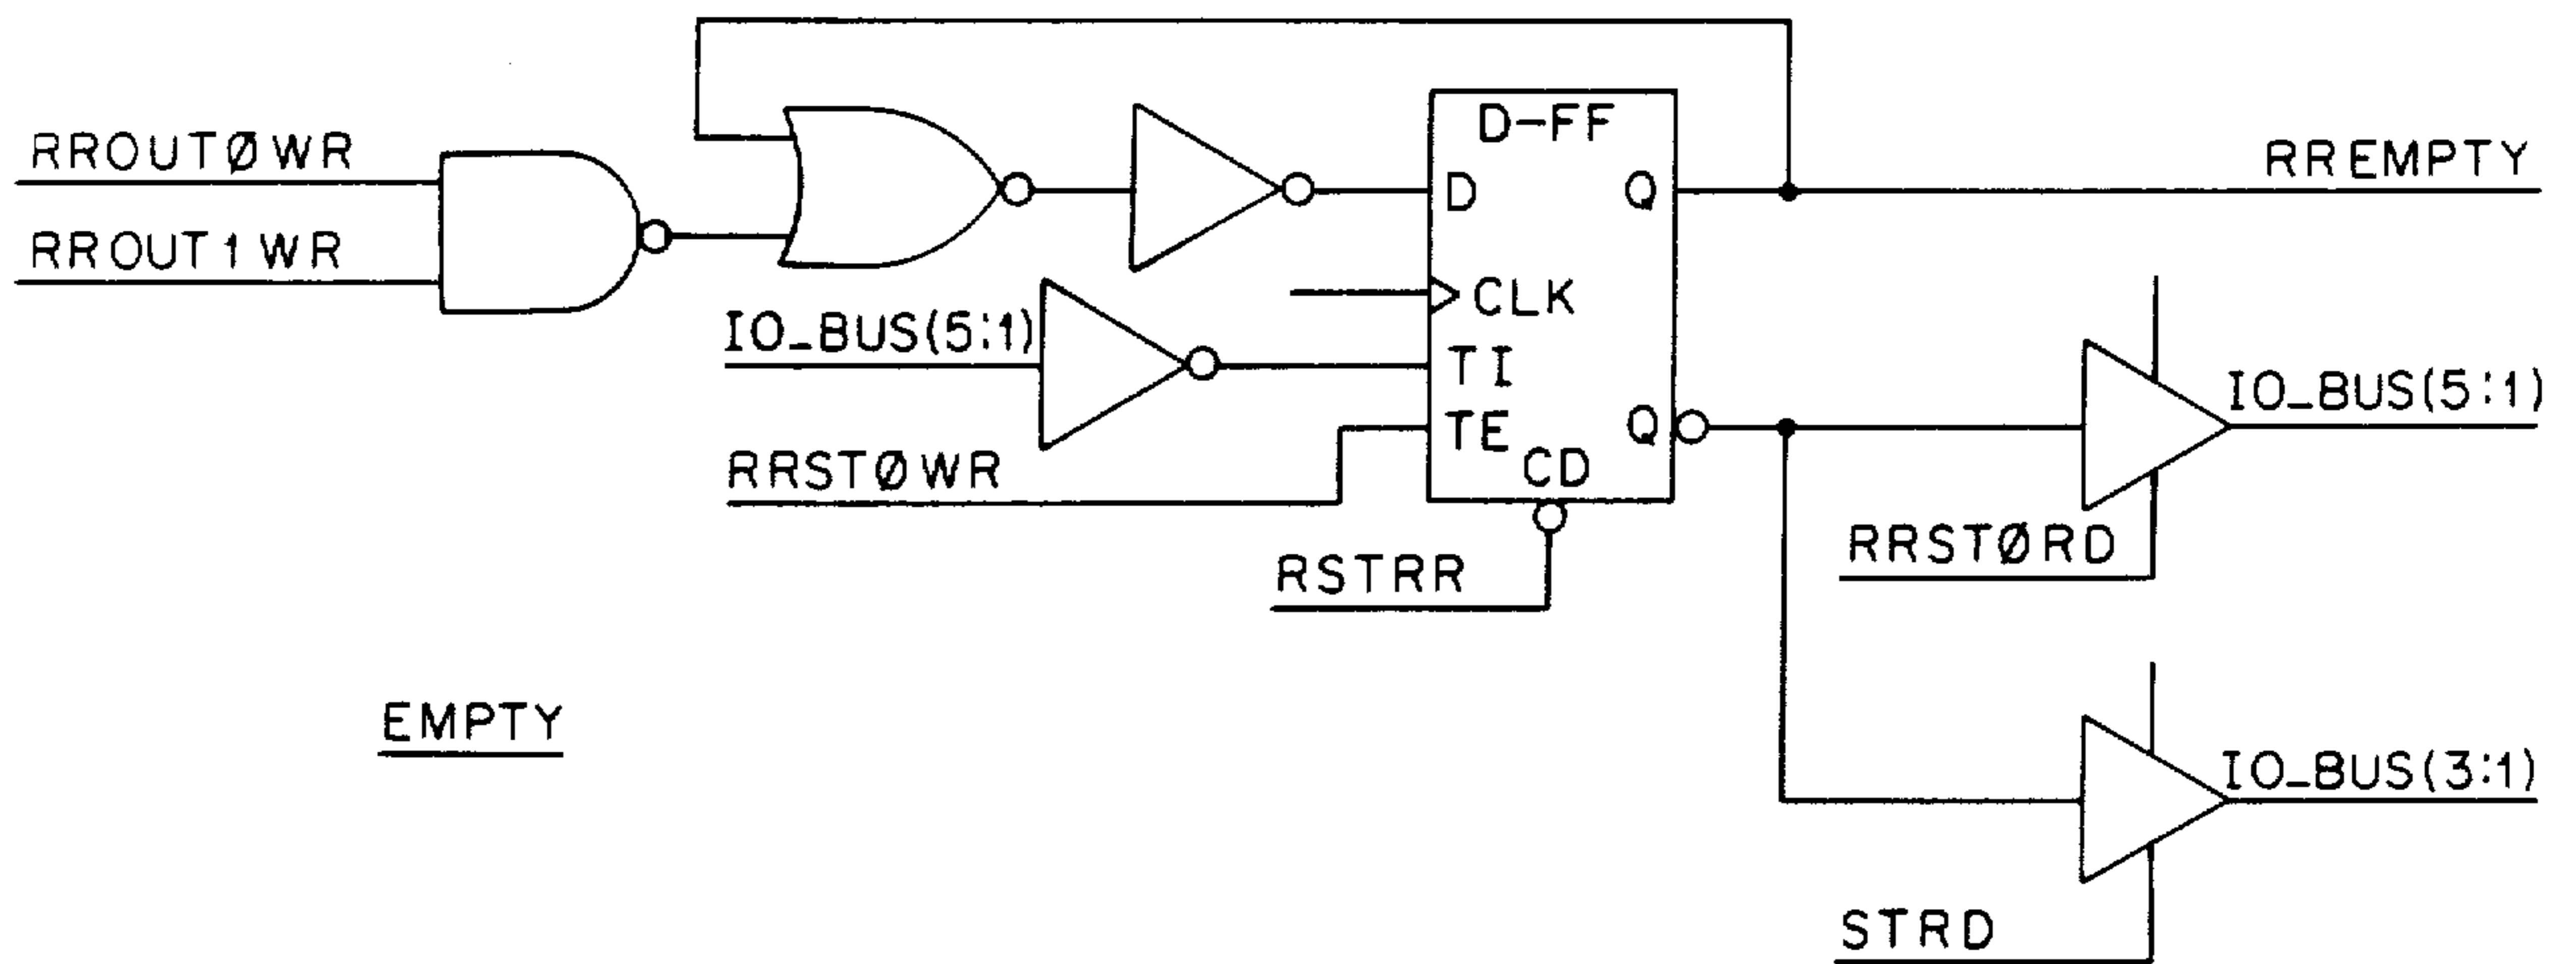 RROUTØWR
RROUT1WR
D-FF
D
Q
RREMPTY
CLK
IO_BUS(5:1)
TI
TE
Q
IO_BUS(5:1)
RRSTØWR
CD
RRSTØRD
RSTRR
EMPTY
IO_BUS(3:1)
STRD